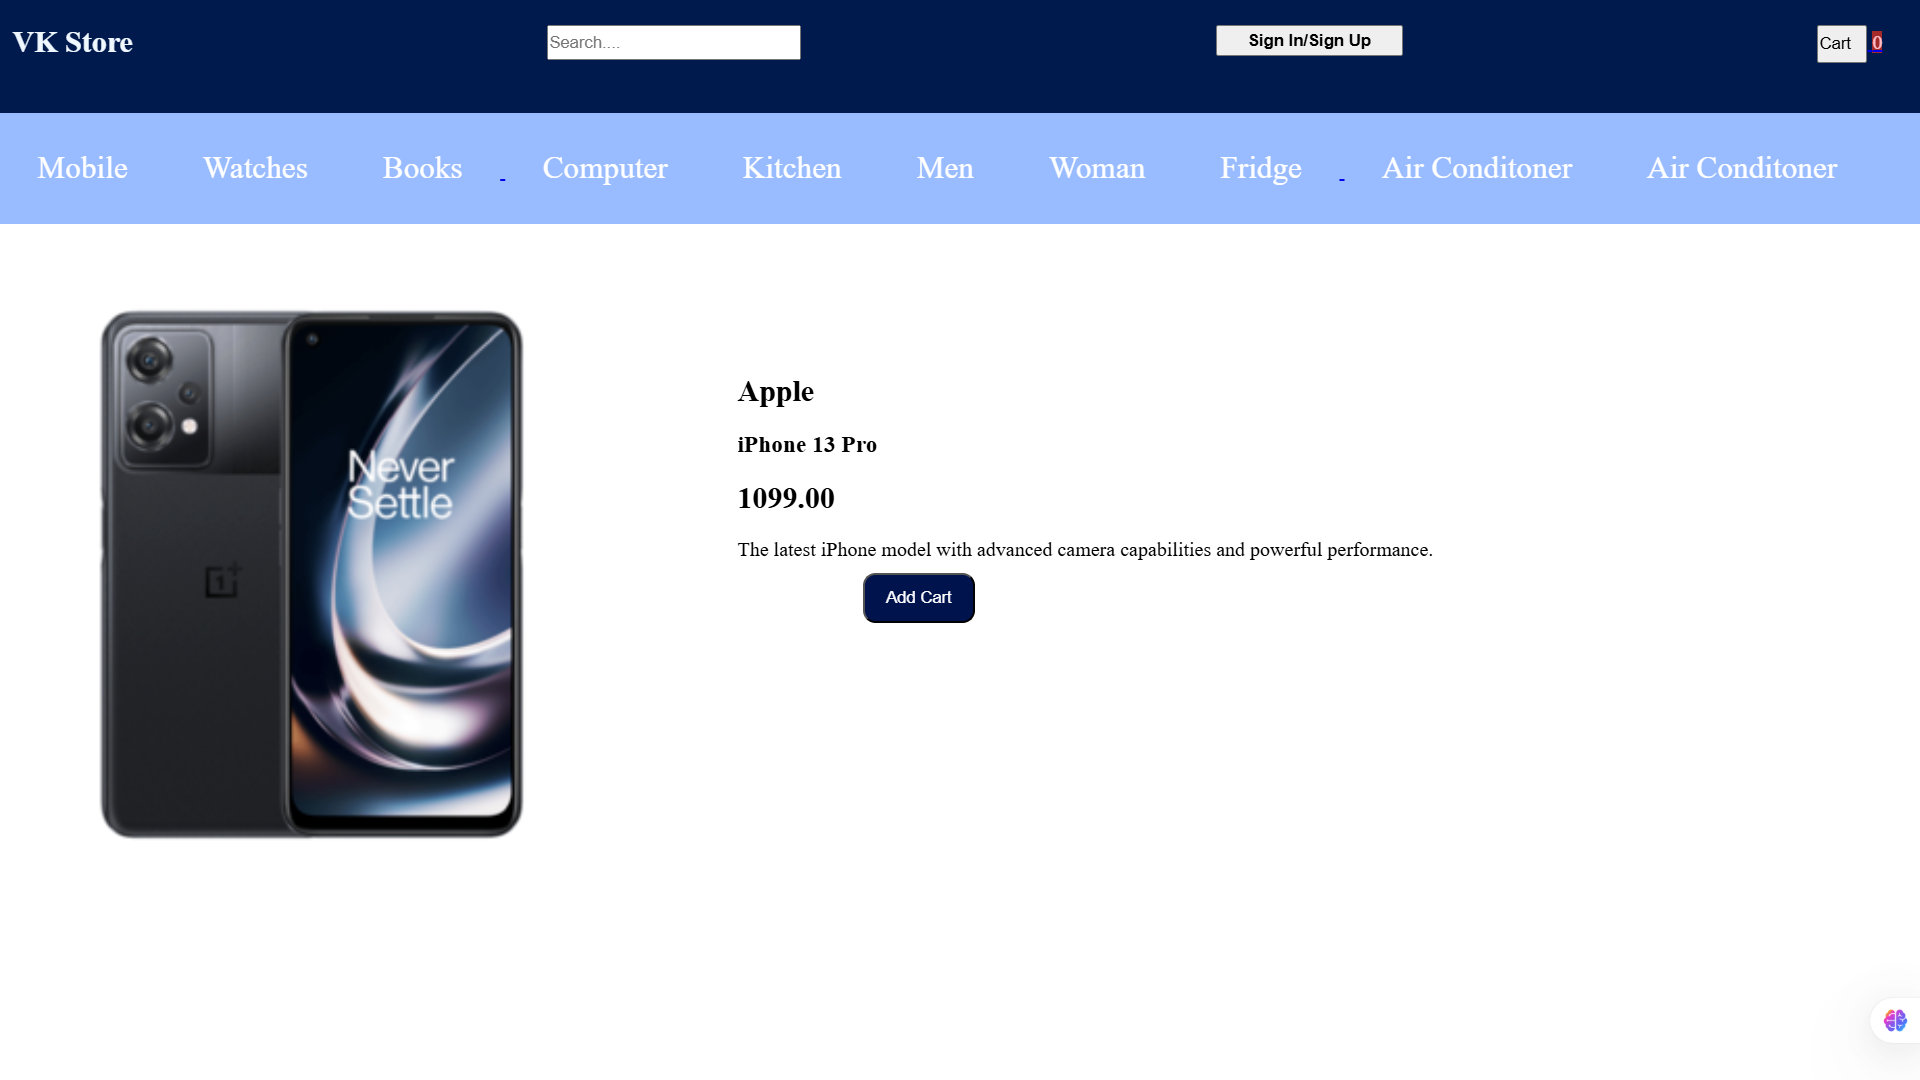 VK Store
Search....
Sign In/Sign Up
Cart 0
Mobile Watches Books Computer Kitchen Men Woman Fridge Air Conditoner Air Conditoner
Never
Settle
1+
Apple
iPhone 13 Pro
1099.00
The latest iPhone model with advanced camera capabilities and powerful performance.
Add Cart